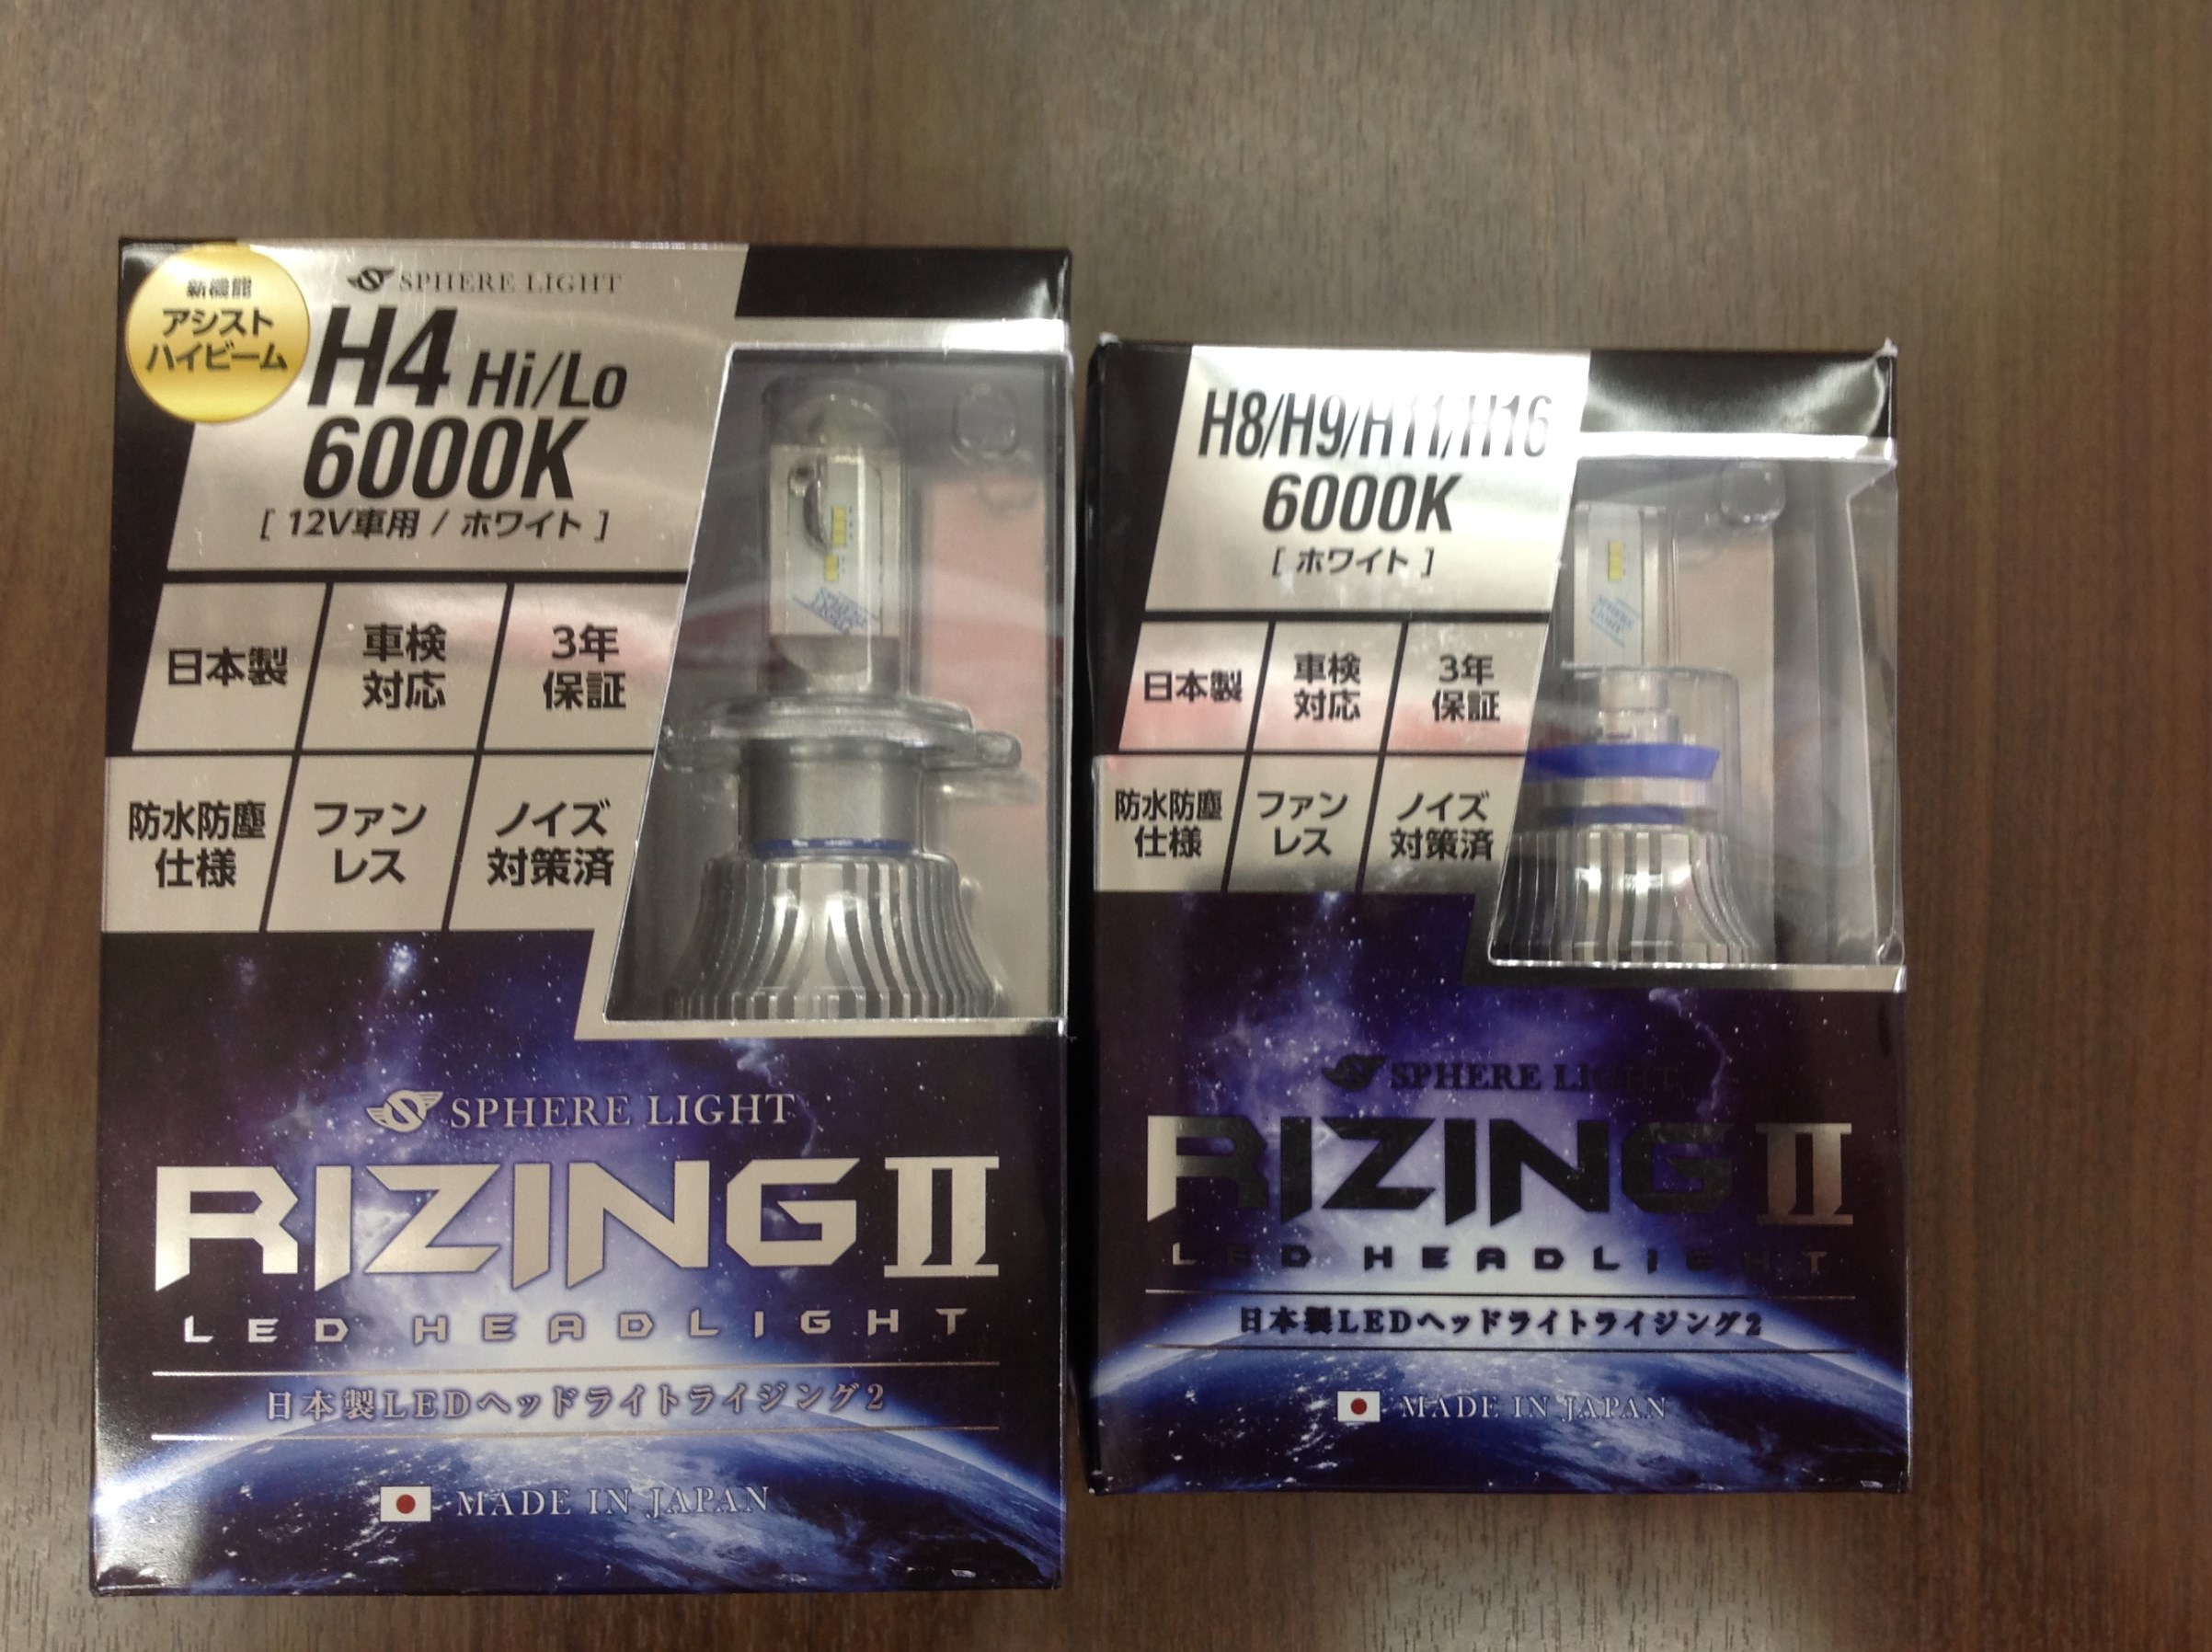 新機能
アシスト
ハイビーム
SPHERE LIGHT
H4 Hi/Lo
6000K
[ 12V車用 / ホワイト ]
日本製
車検
対応
3年
保証
防水防塵
仕様
ファン
レス
ノイズ
対策済
SPHERE
LIGHT
SPHERE LIGHT
RIZING II
LED HEADLIGHT
日本製LEDヘッドライトライジング2
MADE IN JAPAN
H8/H9/H11/H16
6000K
[ ホワイト ]
日本製
車検
対応
3年
保証
防水防塵
仕様
ファン
レス
ノイズ
対策済
SPHERE
LIGHT
SPHERE LIGHT
RIZING II
LED HEADLIGHT
日本製LEDヘッドライトライジング2
MADE IN JAPAN